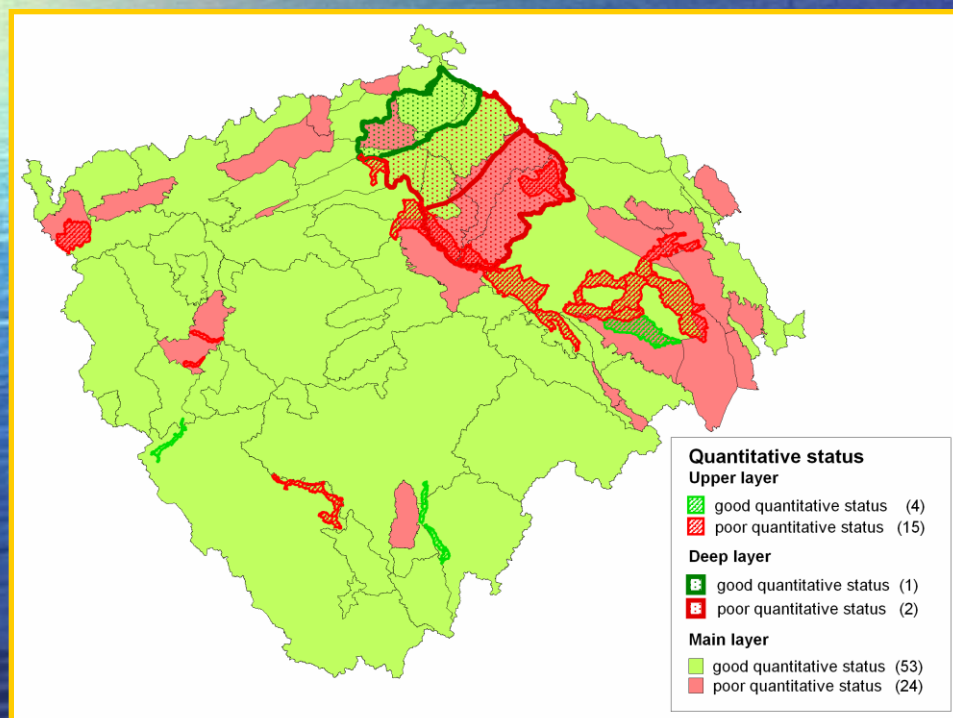 Quantitative status
Upper layer
good quantitative status (4)
poor quantitative status (15)
Deep layer
good quantitative status (1)
poor quantitative status (2)
Main layer
good quantitative status (53)
poor quantitative status (24)